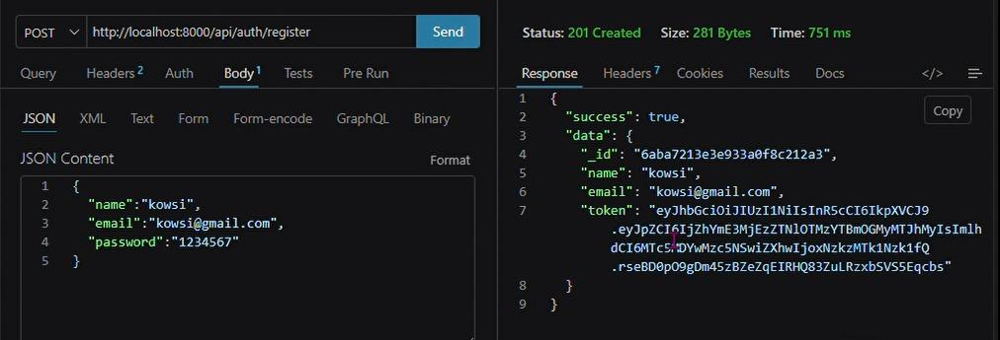 POST http://localhost:8000/api/auth/register Send
Query Headers 2 Auth Body 1 Tests Pre Run
JSON XML Text Form Form-encode GraphQL Binary
JSON Content Format
1 {
2 "name":"kowsi",
3 "email":"kowsi@gmail.com",
4 "password":"1234567"
5 }
Status: 201 Created Size: 281 Bytes Time: 751 ms
Response Headers 7 Cookies Results Docs </>
Copy
1 {
2 "success": true,
3 "data": {
4 "_id": "6aba7213e3e933a0f8c212a3",
5 "name": "kowsi",
6 "email": "kowsi@gmail.com",
7 "token": "eyJhbGciOiJIUzI1NiIsInR5cCI6IkpXVCJ9
.eyJpZCI6IjZhYmE3MjEzZTNlOTMzYTBmOGMyMTJhMyIsImlh
.rseBD0pO9gDm45zBZeZqEIRHQ83ZuLRzxbSVS5Eqcbs"
8 }
9 }